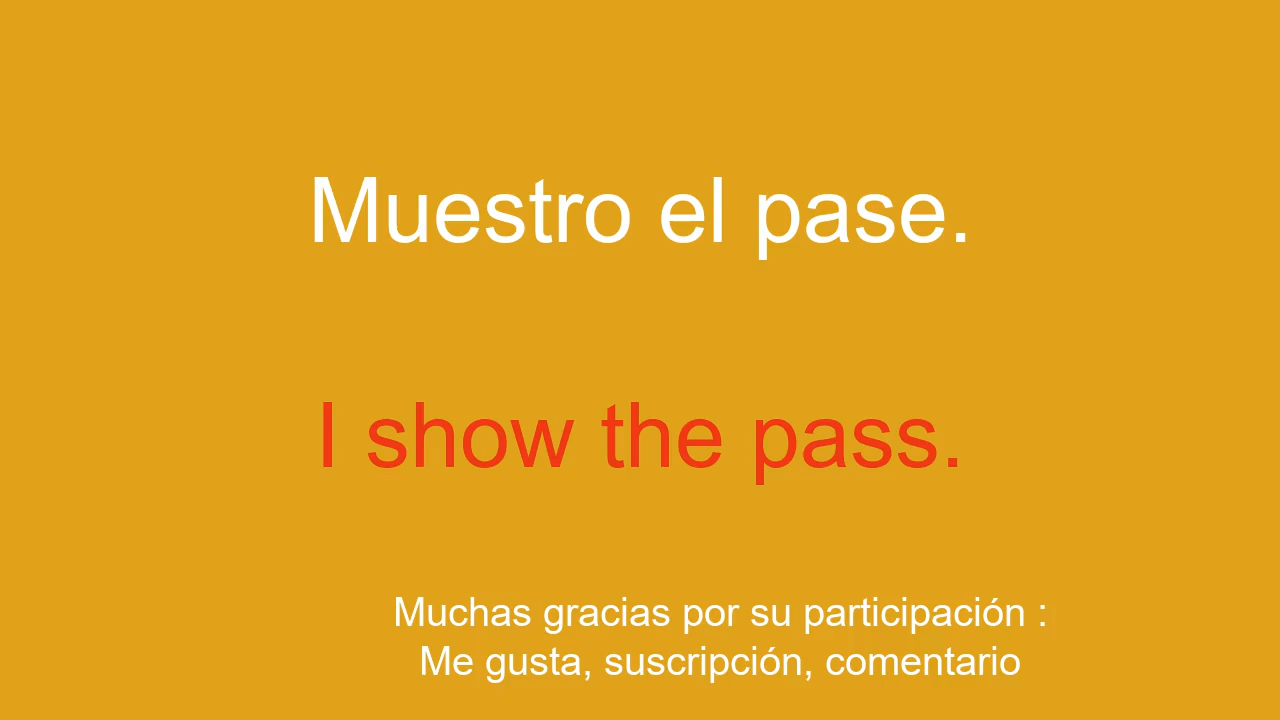 Muestro el pase.
I show the pass.
Muchas gracias por su participación :
Me gusta, suscripción, comentario